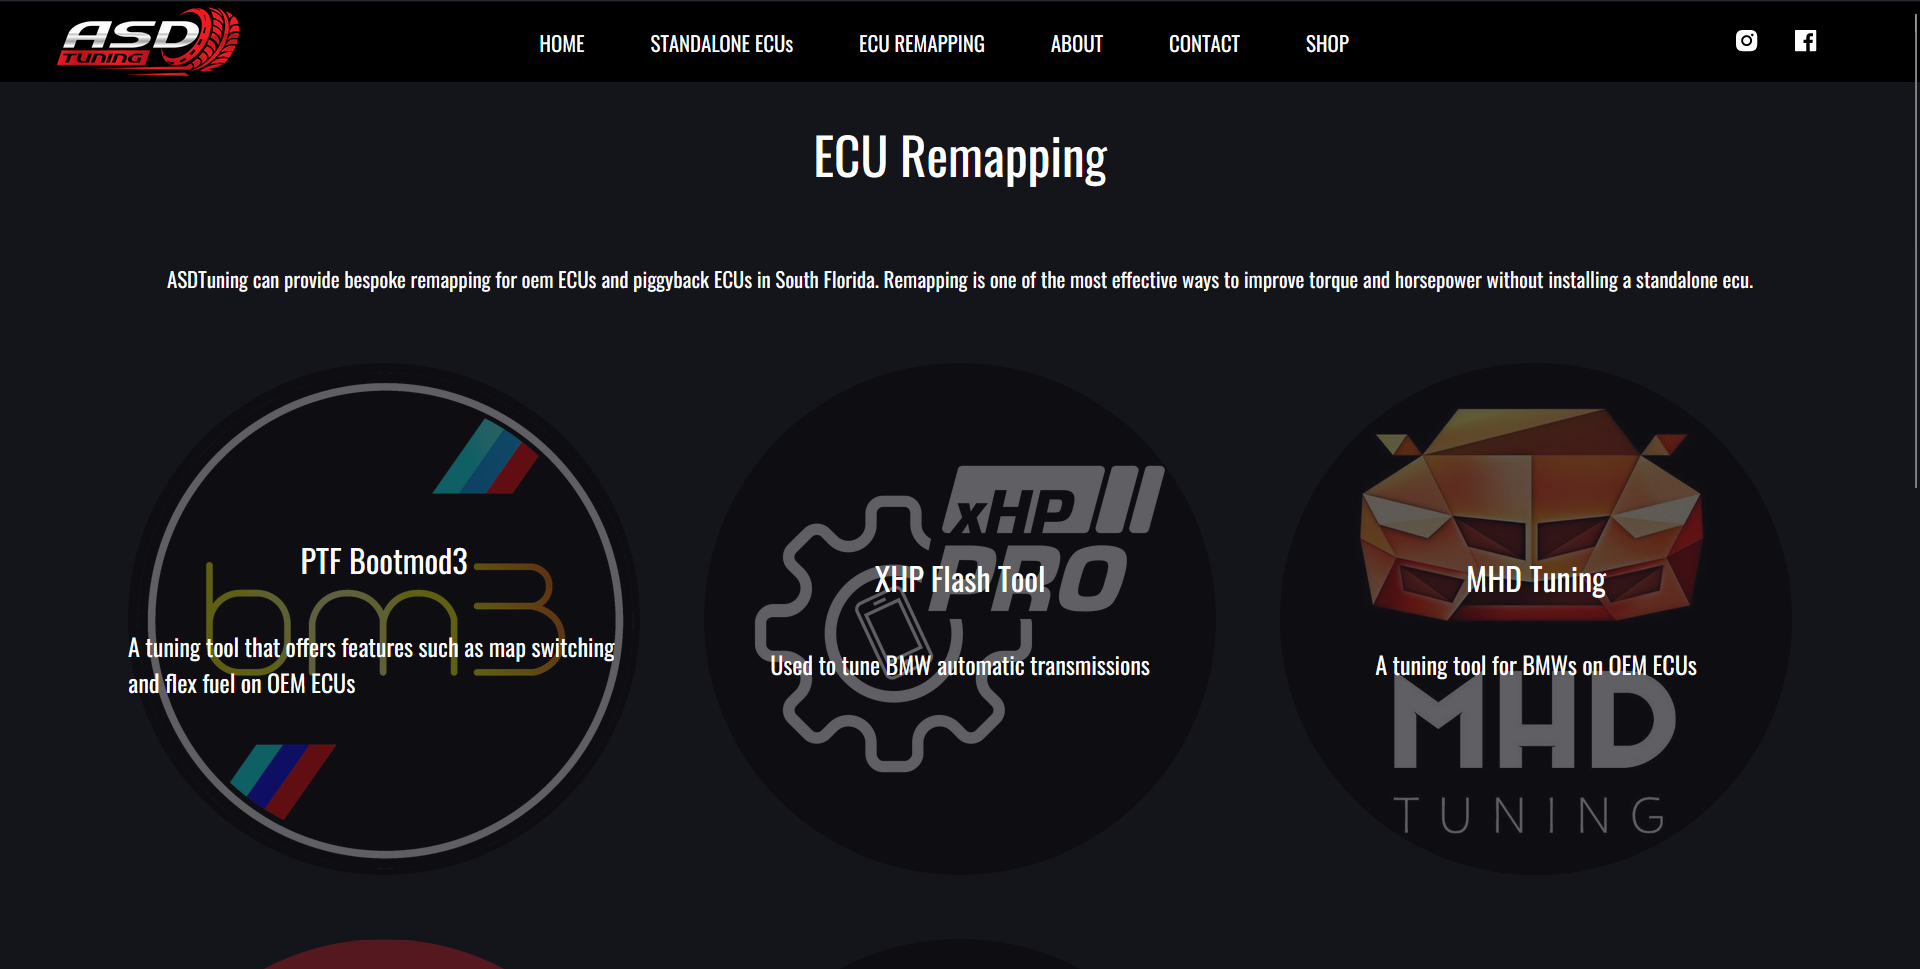 ASD
TUNING
HOME
STANDALONE ECUs
ECU REMAPPING
ABOUT
CONTACT
SHOP
ECU Remapping
ASDTuning can provide bespoke remapping for oem ECUs and piggyback ECUs in South Florida. Remapping is one of the most effective ways to improve torque and horsepower without installing a standalone ecu.
bm3
PTF Bootmod3
A tuning tool that offers features such as map switching
and flex fuel on OEM ECUs
xHP
PRO
XHP Flash Tool
Used to tune BMW automatic transmissions
MHD Tuning
A tuning tool for BMWs on OEM ECUs
MHD
TUNING